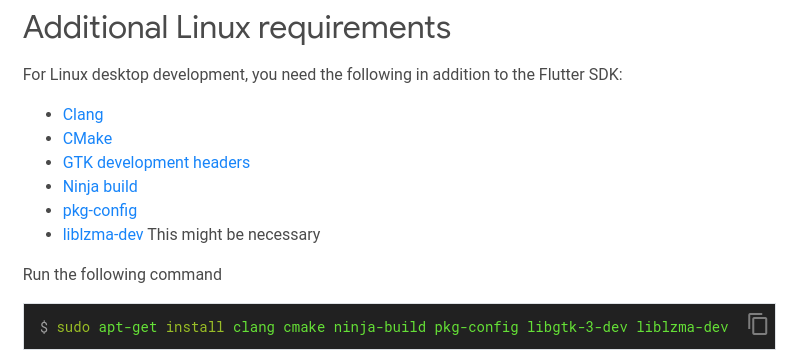 Additional Linux requirements
For Linux desktop development, you need the following in addition to the Flutter SDK:
• Clang
• CMake
• GTK development headers
• Ninja build
• pkg-config
• liblzma-dev This might be necessary
Run the following command
$ sudo apt-get install clang cmake ninja-build pkg-config libgtk-3-dev liblzma-dev